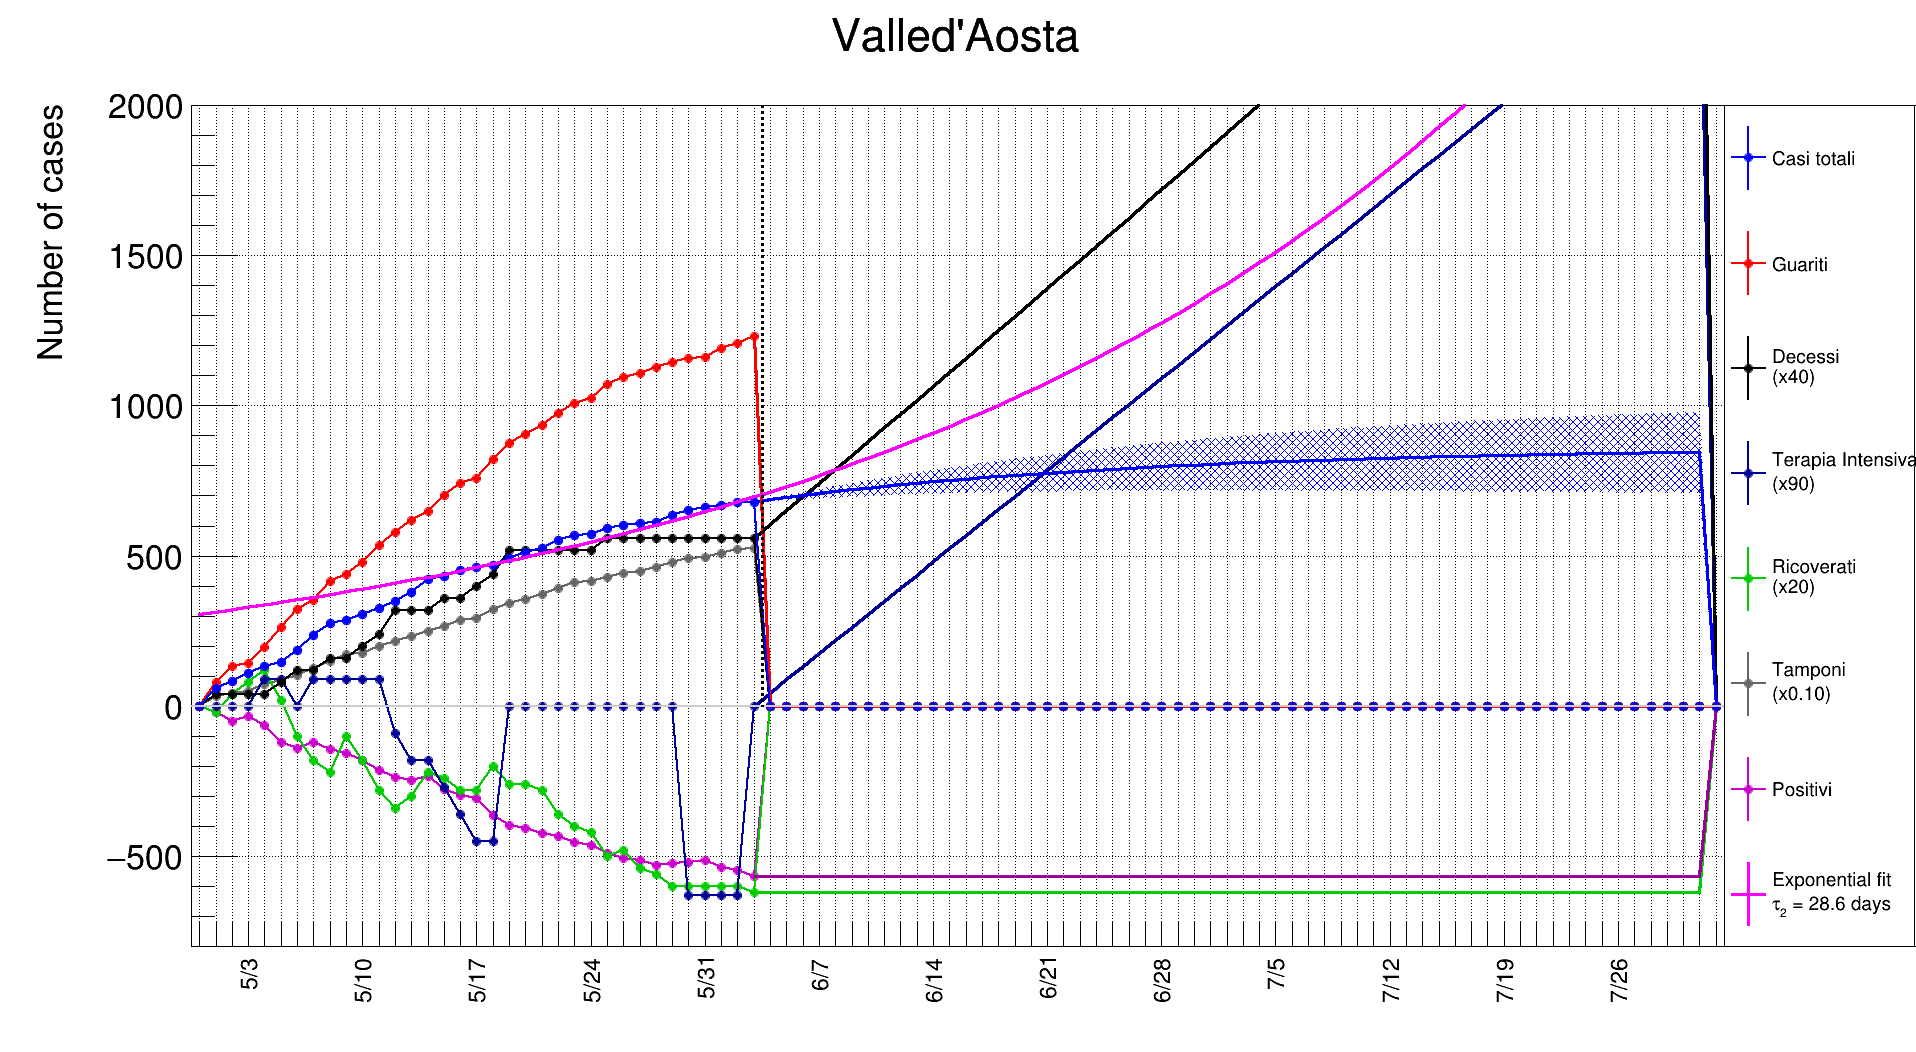 Valled'Aosta
Number of cases
2000
1500
1000
500
0
−500
5/3
5/10
5/17
5/24
5/31
6/7
6/14
6/21
6/28
7/5
7/12
7/19
7/26
Casi totali
Guariti
Decessi
(x40)
Terapia Intensiva
(x90)
Ricoverati
(x20)
Tamponi
(x0.10)
Positivi
Exponential fit
τ2 = 28.6 days